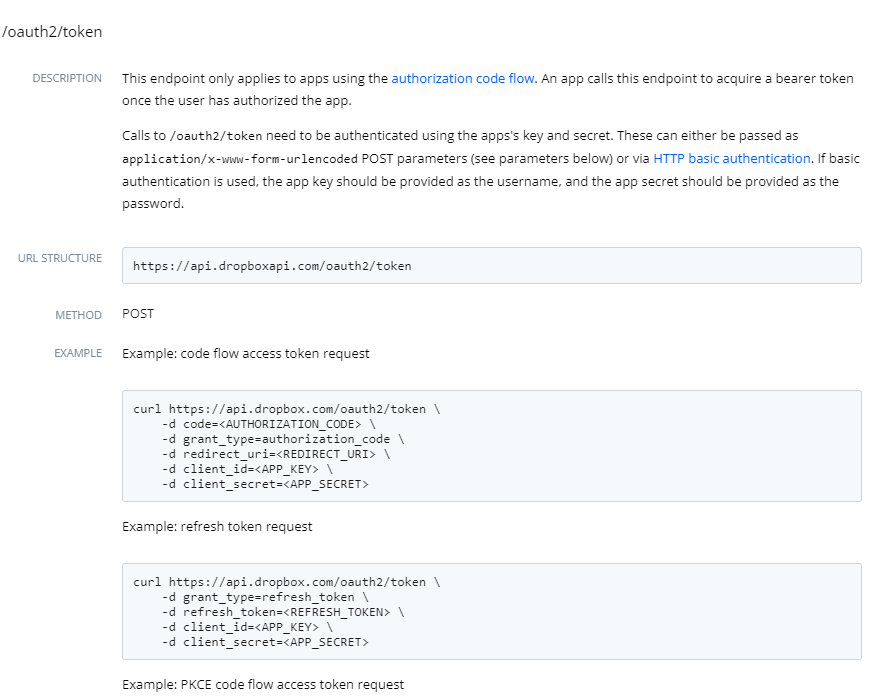 /oauth2/token
DESCRIPTION
This endpoint only applies to apps using the authorization code flow. An app calls this endpoint to acquire a bearer token
once the user has authorized the app.
Calls to /oauth2/token need to be authenticated using the apps's key and secret. These can either be passed as
application/x-www-form-urlencoded POST parameters (see parameters below) or via HTTP basic authentication. If basic
authentication is used, the app key should be provided as the username, and the app secret should be provided as the
password.
URL STRUCTURE
https://api.dropboxapi.com/oauth2/token
METHOD
POST
EXAMPLE
Example: code flow access token request
curl https://api.dropbox.com/oauth2/token \
    -d code=<AUTHORIZATION_CODE> \
    -d grant_type=authorization_code \
    -d redirect_uri=<REDIRECT_URI> \
    -d client_id=<APP_KEY> \
    -d client_secret=<APP_SECRET>
Example: refresh token request
curl https://api.dropbox.com/oauth2/token \
    -d grant_type=refresh_token \
    -d refresh_token=<REFRESH_TOKEN> \
    -d client_id=<APP_KEY> \
    -d client_secret=<APP_SECRET>
Example: PKCE code flow access token request